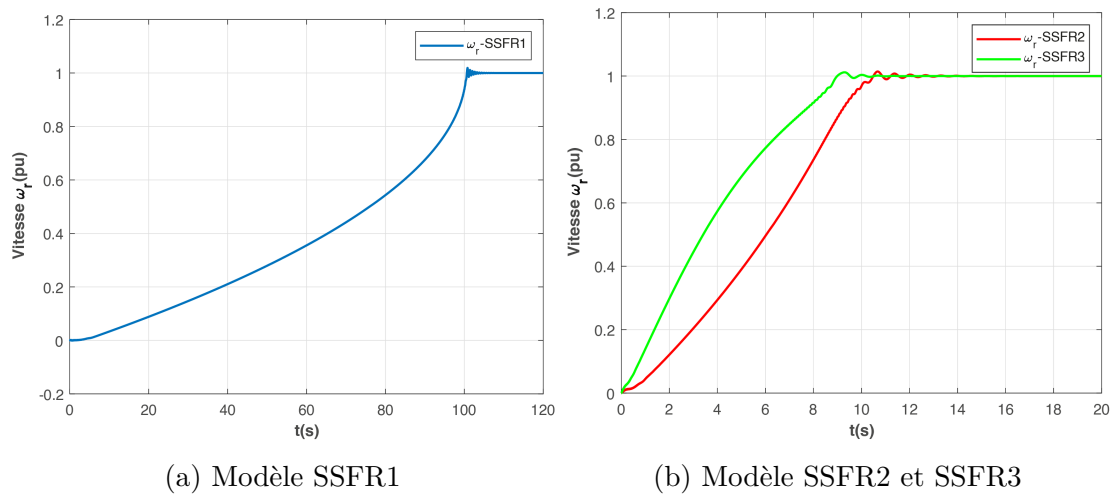 1.2
1
0.8
0.6
0.4
0.2
0
-0.2
Vitesse ωr(pu)
ωr-SSFR1
0 20 40 60 80 100 120
t(s)
(a) Modèle SSFR1
1.2
1
0.8
0.6
0.4
0.2
0
Vitesse ωr(pu)
ωr-SSFR2
ωr-SSFR3
0 2 4 6 8 10 12 14 16 18 20
t(s)
(b) Modèle SSFR2 et SSFR3